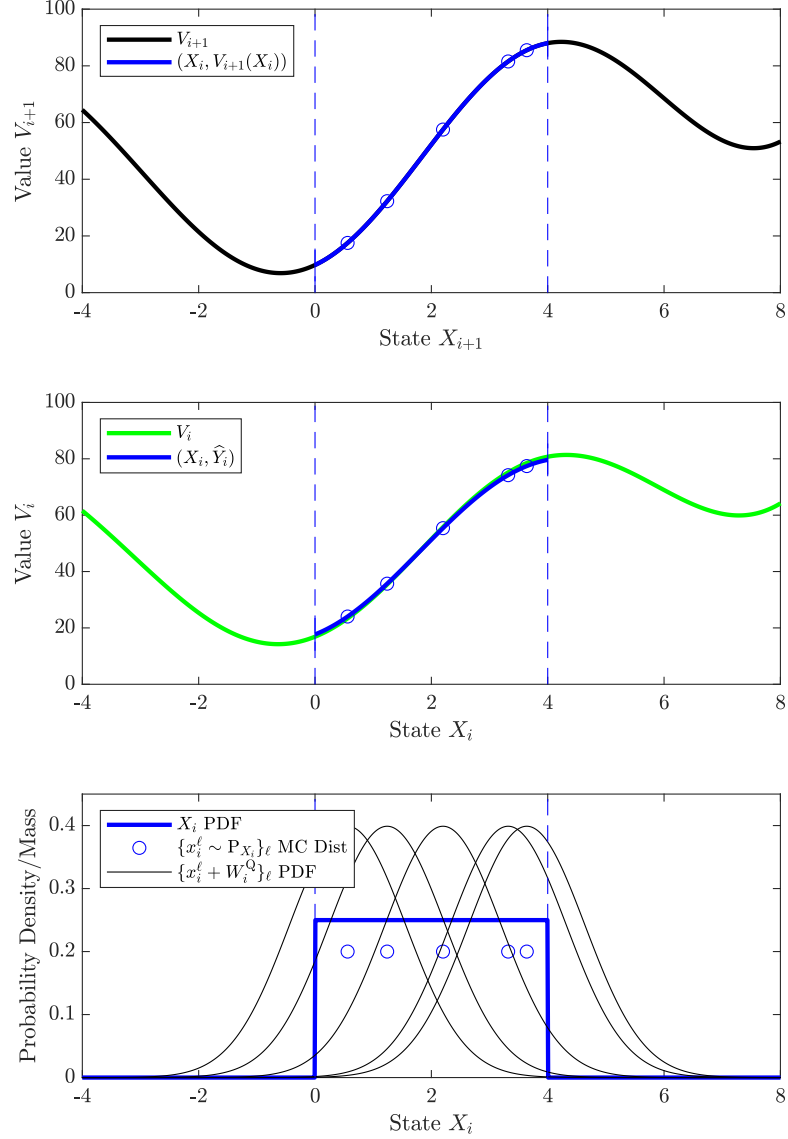 100
80
60
40
20
0
Value $V_{i+1}$
$V_{i+1}$
$(X_i, V_{i+1}(X_i))$
-4 -2 0 2 4 6 8
State $X_{i+1}$
100
80
60
40
20
0
Value $V_i$
$V_i$
$(X_i, \widehat{Y}_i)$
-4 -2 0 2 4 6 8
State $X_i$
0.4
0.3
0.2
0.1
0
Probability Density/Mass
$X_i$ PDF
$\{x_i^\ell \sim \mathrm{P}_{X_i}\}_\ell$ MC Dist
$\{x_i^\ell + W_i^{\mathrm{Q}}\}_\ell$ PDF
-4 -2 0 2 4 6 8
State $X_i$